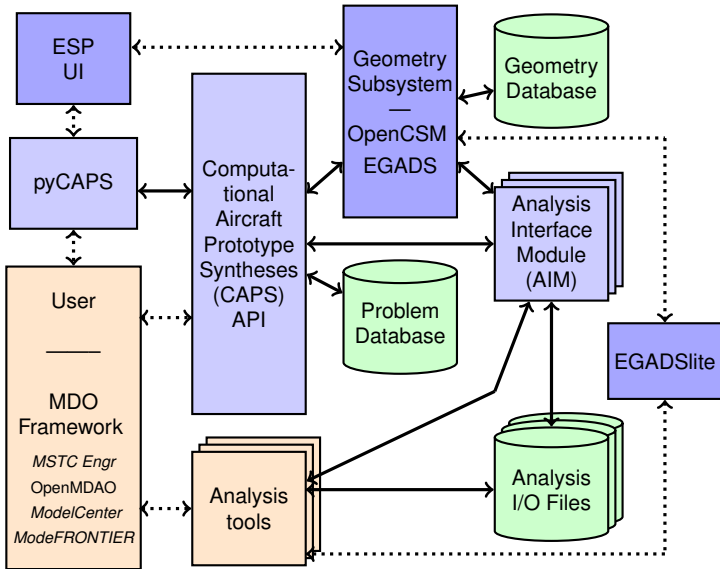 ESP
UI
pyCAPS
User
MDO
Framework
MSTC Engr
OpenMDAO
ModelCenter
ModeFRONTIER
Computa-
tional
Aircraft
Prototype
Syntheses
(CAPS)
API
Geometry
Subsystem
—
OpenCSM
EGADS
Geometry
Database
Analysis
Interface
Module
(AIM)
Problem
Database
EGADSlite
Analysis
tools
Analysis
I/O Files